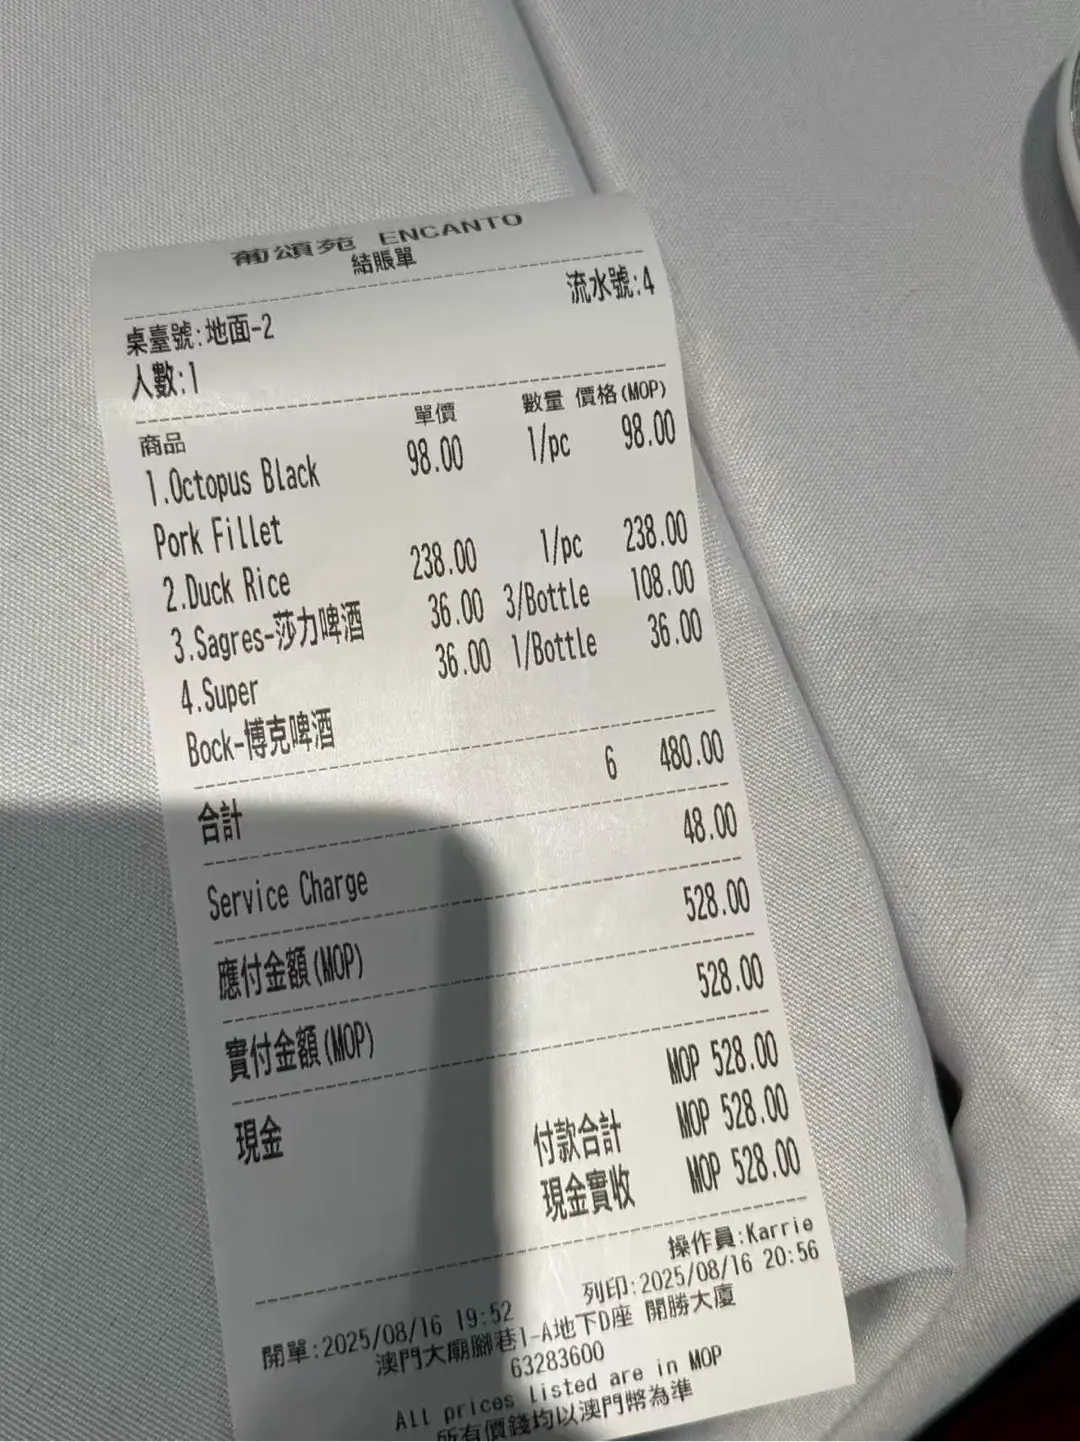 葡頌苑 ENCANTO
結賬單
流水號:4
桌臺號:地面-2
人數:1
商品 單價 數量 價格(MOP)
1.Octopus Black 98.00 1/pc 98.00
Pork Fillet
2.Duck Rice 238.00 1/pc 238.00
3.Sagres-莎力啤酒 36.00 3/Bottle 108.00
4.Super 36.00 1/Bottle 36.00
Bock-博克啤酒
合計 6 480.00
Service Charge 48.00
應付金額(MOP) 528.00
實付金額(MOP) 528.00
現金 MOP 528.00
付款合計 MOP 528.00
現金實收 MOP 528.00
操作員:Karrie
開單:2025/08/16 19:52 列印:2025/08/16 20:56
澳門大廟腳巷1-A地下D座 開勝大廈
63283600
All prices listed are in MOP
所有價錢均以澳門幣為準